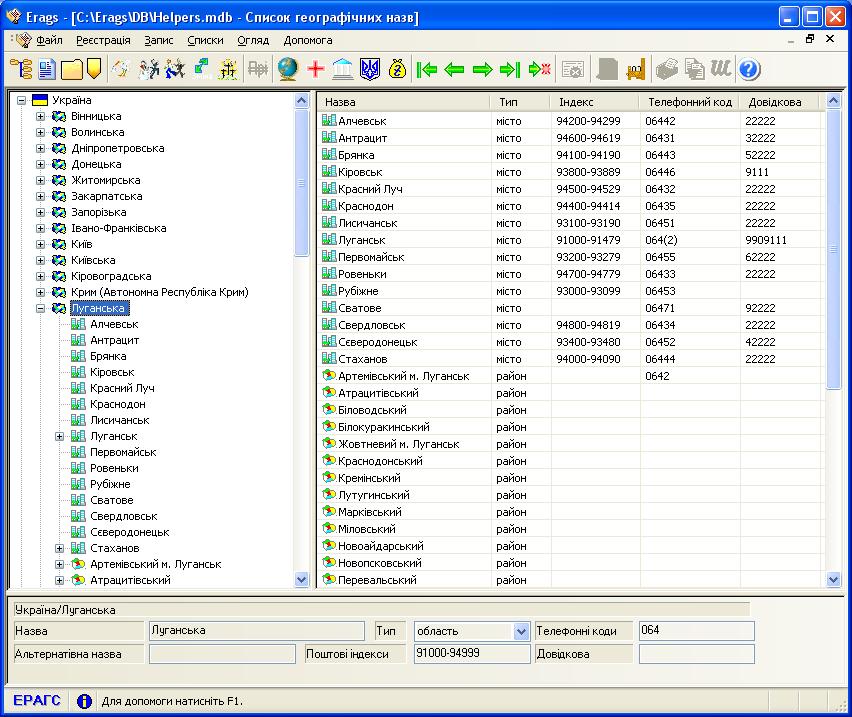 Erags - [C:\Erags\DB\Helpers.mdb - Список географічних назв]
Файл Реєстрація Запис Списки Огляд Допомога
Україна
Вінницька
Волинська
Дніпропетровська
Донецька
Житомирська
Закарпатська
Запорізька
Івано-Франківська
Київ
Київська
Кіровоградська
Крим (Автономна Республіка Крим)
Луганська
Алчевськ
Антрацит
Брянка
Кіровськ
Красний Луч
Краснодон
Лисичанськ
Луганськ
Первомайськ
Ровеньки
Рубіжне
Сватове
Свердловськ
Сєверодонецьк
Стаханов
Артемівський м. Луганськ
Атрацитівський
Назва Тип Індекс Телефонний код Довідкова
Алчевськ місто 94200-94299 06442 22222
Антрацит місто 94600-94619 06431 32222
Брянка місто 94100-94190 06443 52222
Кіровськ місто 93800-93889 06446 9111
Красний Луч місто 94500-94529 06432 22222
Краснодон місто 94400-94414 06435 22222
Лисичанськ місто 93100-93190 06451 22222
Луганськ місто 91000-91479 064(2) 9909111
Первомайськ місто 93200-93279 06455 62222
Ровеньки місто 94700-94779 06433 22222
Рубіжне місто 93000-93099 06453
Сватове місто 06471 92222
Свердловськ місто 94800-94819 06434 22222
Сєверодонецьк місто 93400-93480 06452 42222
Стаханов місто 94000-94090 06444 22222
Артемівський м. Луганськ район 0642
Атрацитівський район
Біловодський район
Білокуракинський район
Жовтневий м. Луганськ район
Краснодонський район
Кремінський район
Лутугинський район
Марківський район
Міловський район
Новоайдарський район
Новопсковський район
Перевальський район
Україна/Луганська
Назва Луганська Тип область Телефонні коди 064
Альтернативна назва Поштові індекси 91000-94999 Довідкова
ЕРАГС Для допомоги натисніть F1.